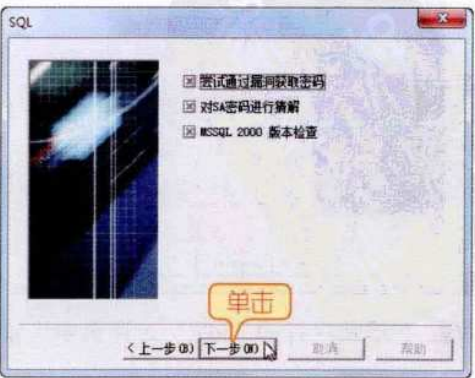 SQL
尝试通过漏洞获取密码
对SA密码进行猜解
MSSQL 2000 版本检查
单击
<上一步(B) 下一步(N) 取消 帮助